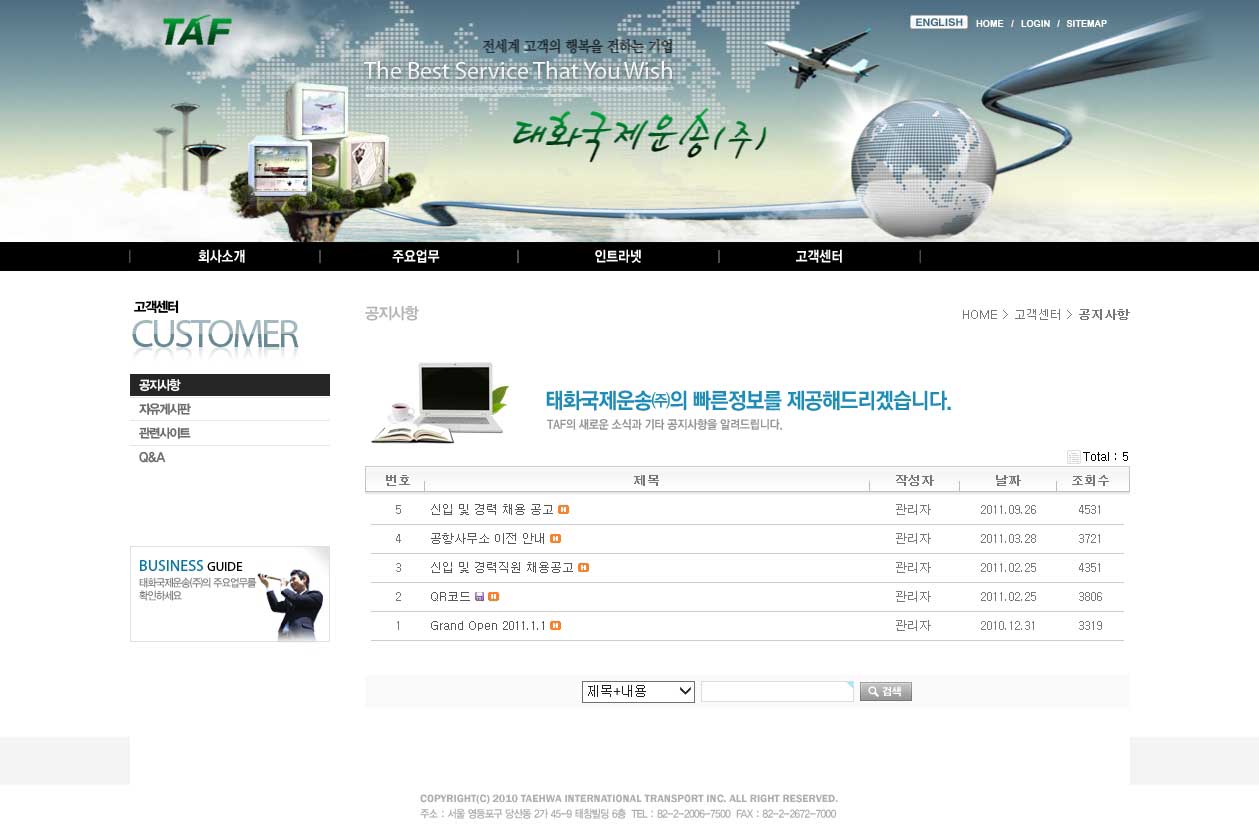 TAF
ENGLISH HOME / LOGIN / SITEMAP
전세계 고객의 행복을 전하는 기업
The Best Service That You Wish
태화국제운송(주)
회사소개 주요업무 인트라넷 고객센터
고객센터
CUSTOMER
공지사항
자유게시판
관련사이트
Q&A
BUSINESS GUIDE
태화국제운송(주)의 주요업무를
확인하세요
공지사항
HOME > 고객센터 > 공지사항
태화국제운송㈜의 빠른정보를 제공해드리겠습니다.
TAF의 새로운 소식과 기타 공지사항을 알려드립니다.
Total : 5
번호 제목 작성자 날짜 조회수
5 신입 및 경력 채용 공고 관리자 2011.09.26 4531
4 공항사무소 이전 안내 관리자 2011.03.28 3721
3 신입 및 경력직원 채용공고 관리자 2011.02.25 4351
2 QR코드 관리자 2011.02.25 3806
1 Grand Open 2011.1.1 관리자 2010.12.31 3319
제목+내용 검색
COPYRIGHT(C) 2010 TAEHWA INTERNATIONAL TRANSPORT INC. ALL RIGHT RESERVED.
주소 : 서울 영등포구 당산동 2가 45-9 태창빌딩 6층 TEL : 82-2-2006-7500 FAX : 82-2-2672-7000